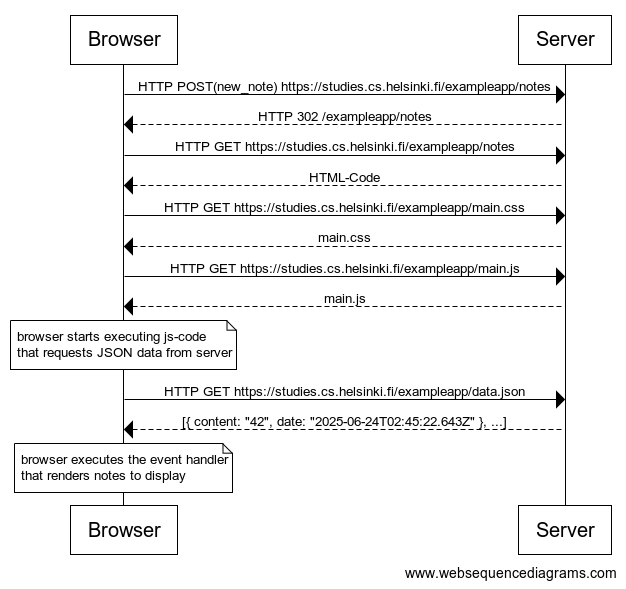 Browser
Server
HTTP POST(new_note) https://studies.cs.helsinki.fi/exampleapp/notes
HTTP 302 /exampleapp/notes
HTTP GET https://studies.cs.helsinki.fi/exampleapp/notes
HTML-Code
HTTP GET https://studies.cs.helsinki.fi/exampleapp/main.css
main.css
HTTP GET https://studies.cs.helsinki.fi/exampleapp/main.js
main.js
browser starts executing js-code
that requests JSON data from server
HTTP GET https://studies.cs.helsinki.fi/exampleapp/data.json
[{ content: "42", date: "2025-06-24T02:45:22.643Z" }, ...]
browser executes the event handler
that renders notes to display
Browser
Server
www.websequencediagrams.com